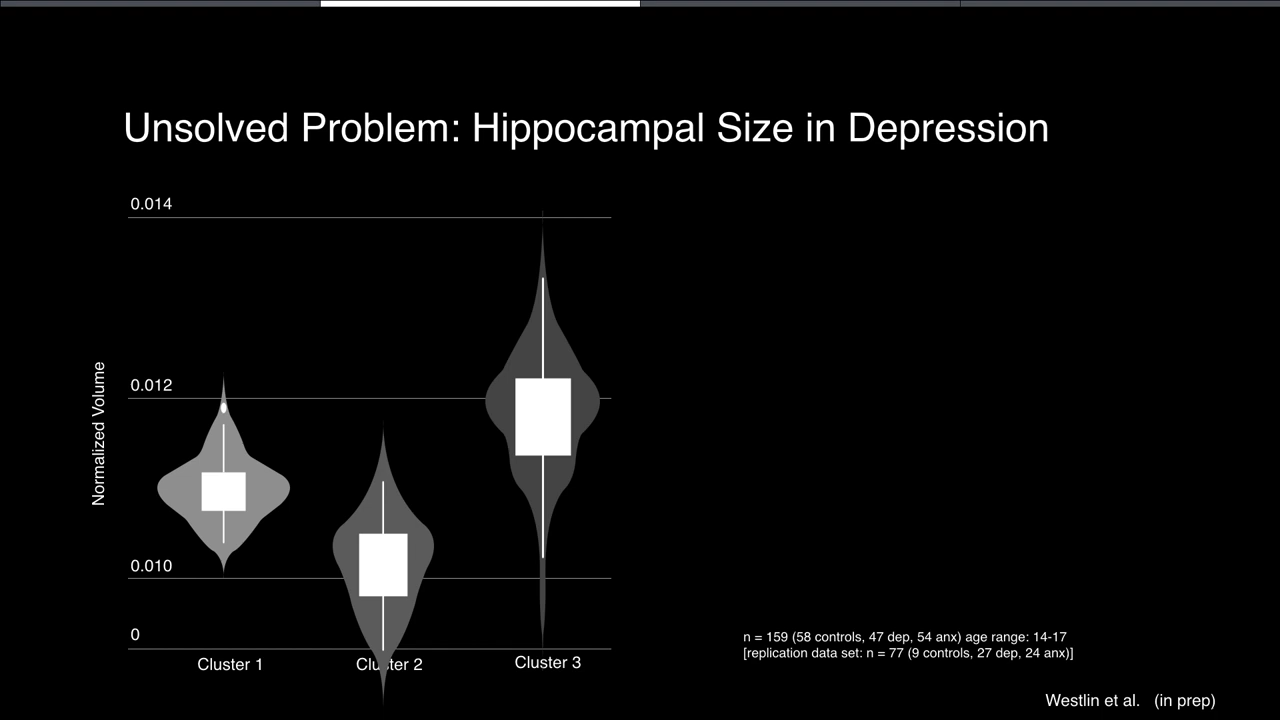 Unsolved Problem: Hippocampal Size in Depression
0.014
0.012
Normalized Volume
0.010
0
Cluster 1
Cluster 2
Cluster 3
n = 159 (58 controls, 47 dep, 54 anx) age range: 14-17
[replication data set: n = 77 (9 controls, 27 dep, 24 anx)]
Westlin et al. (in prep)